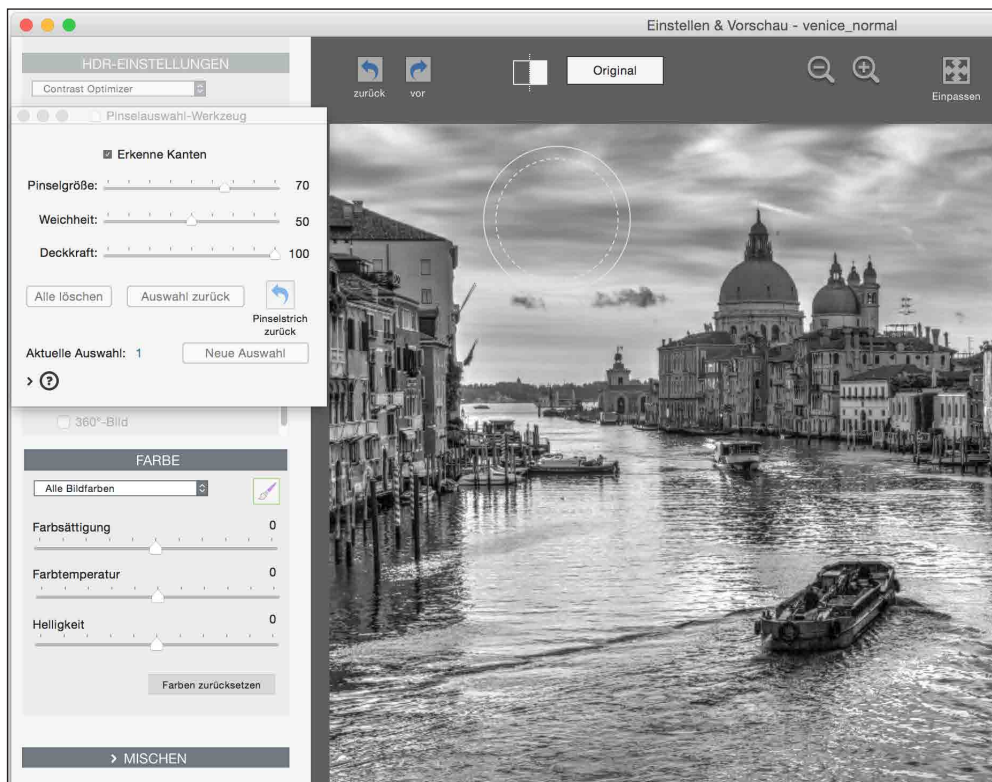 Einstellen & Vorschau - venice_normal
HDR-EINSTELLUNGEN
Contrast Optimizer
zurück
vor
Original
Einpassen
Pinselauswahl-Werkzeug
Erkenne Kanten
Pinselgröße: 70
Weichheit: 50
Deckkraft: 100
Alle löschen
Auswahl zurück
Pinselstrich
zurück
Aktuelle Auswahl: 1
Neue Auswahl
> ?
360°-Bild
FARBE
Alle Bildfarben
Farbsättigung 0
Farbtemperatur 0
Helligkeit 0
Farben zurücksetzen
> MISCHEN